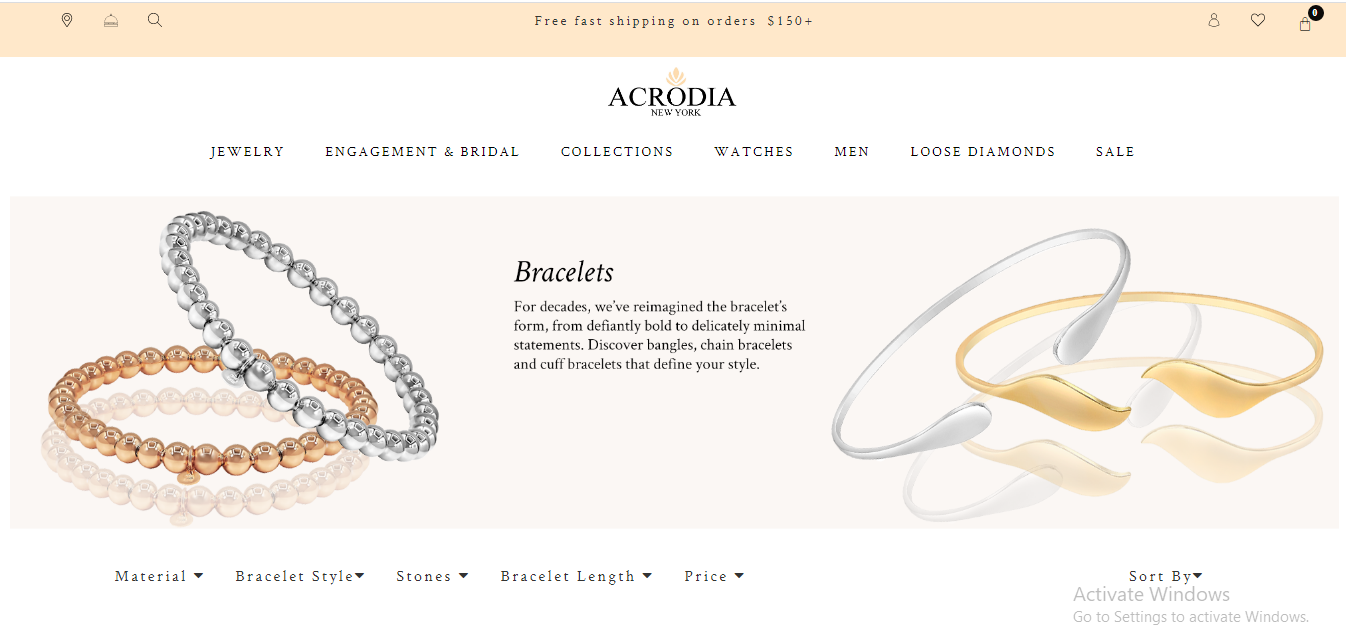 Free fast shipping on orders $150+
0
ACRODIA
NEW YORK
JEWELRY ENGAGEMENT & BRIDAL COLLECTIONS WATCHES MEN LOOSE DIAMONDS SALE
Bracelets
For decades, we've reimagined the bracelet's
form, from defiantly bold to delicately minimal
statements. Discover bangles, chain bracelets
and cuff bracelets that define your style.
Material Bracelet Style Stones Bracelet Length Price Sort By
Activate Windows
Go to Settings to activate Windows.